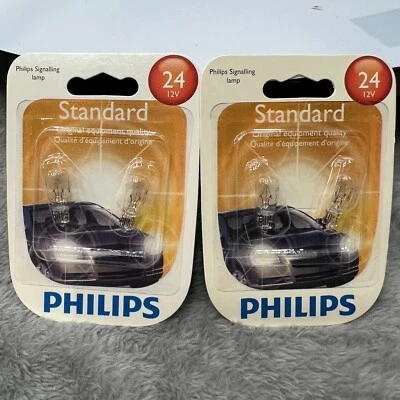 Philips Signalling
lamp
24
12V
Standard
Original equipment quality
Qualité d'équipement d'origine
PHILIPS
Philips Signalling
lamp
24
12V
Standard
Original equipment quality
Qualité d'équipement d'origine
PHILIPS